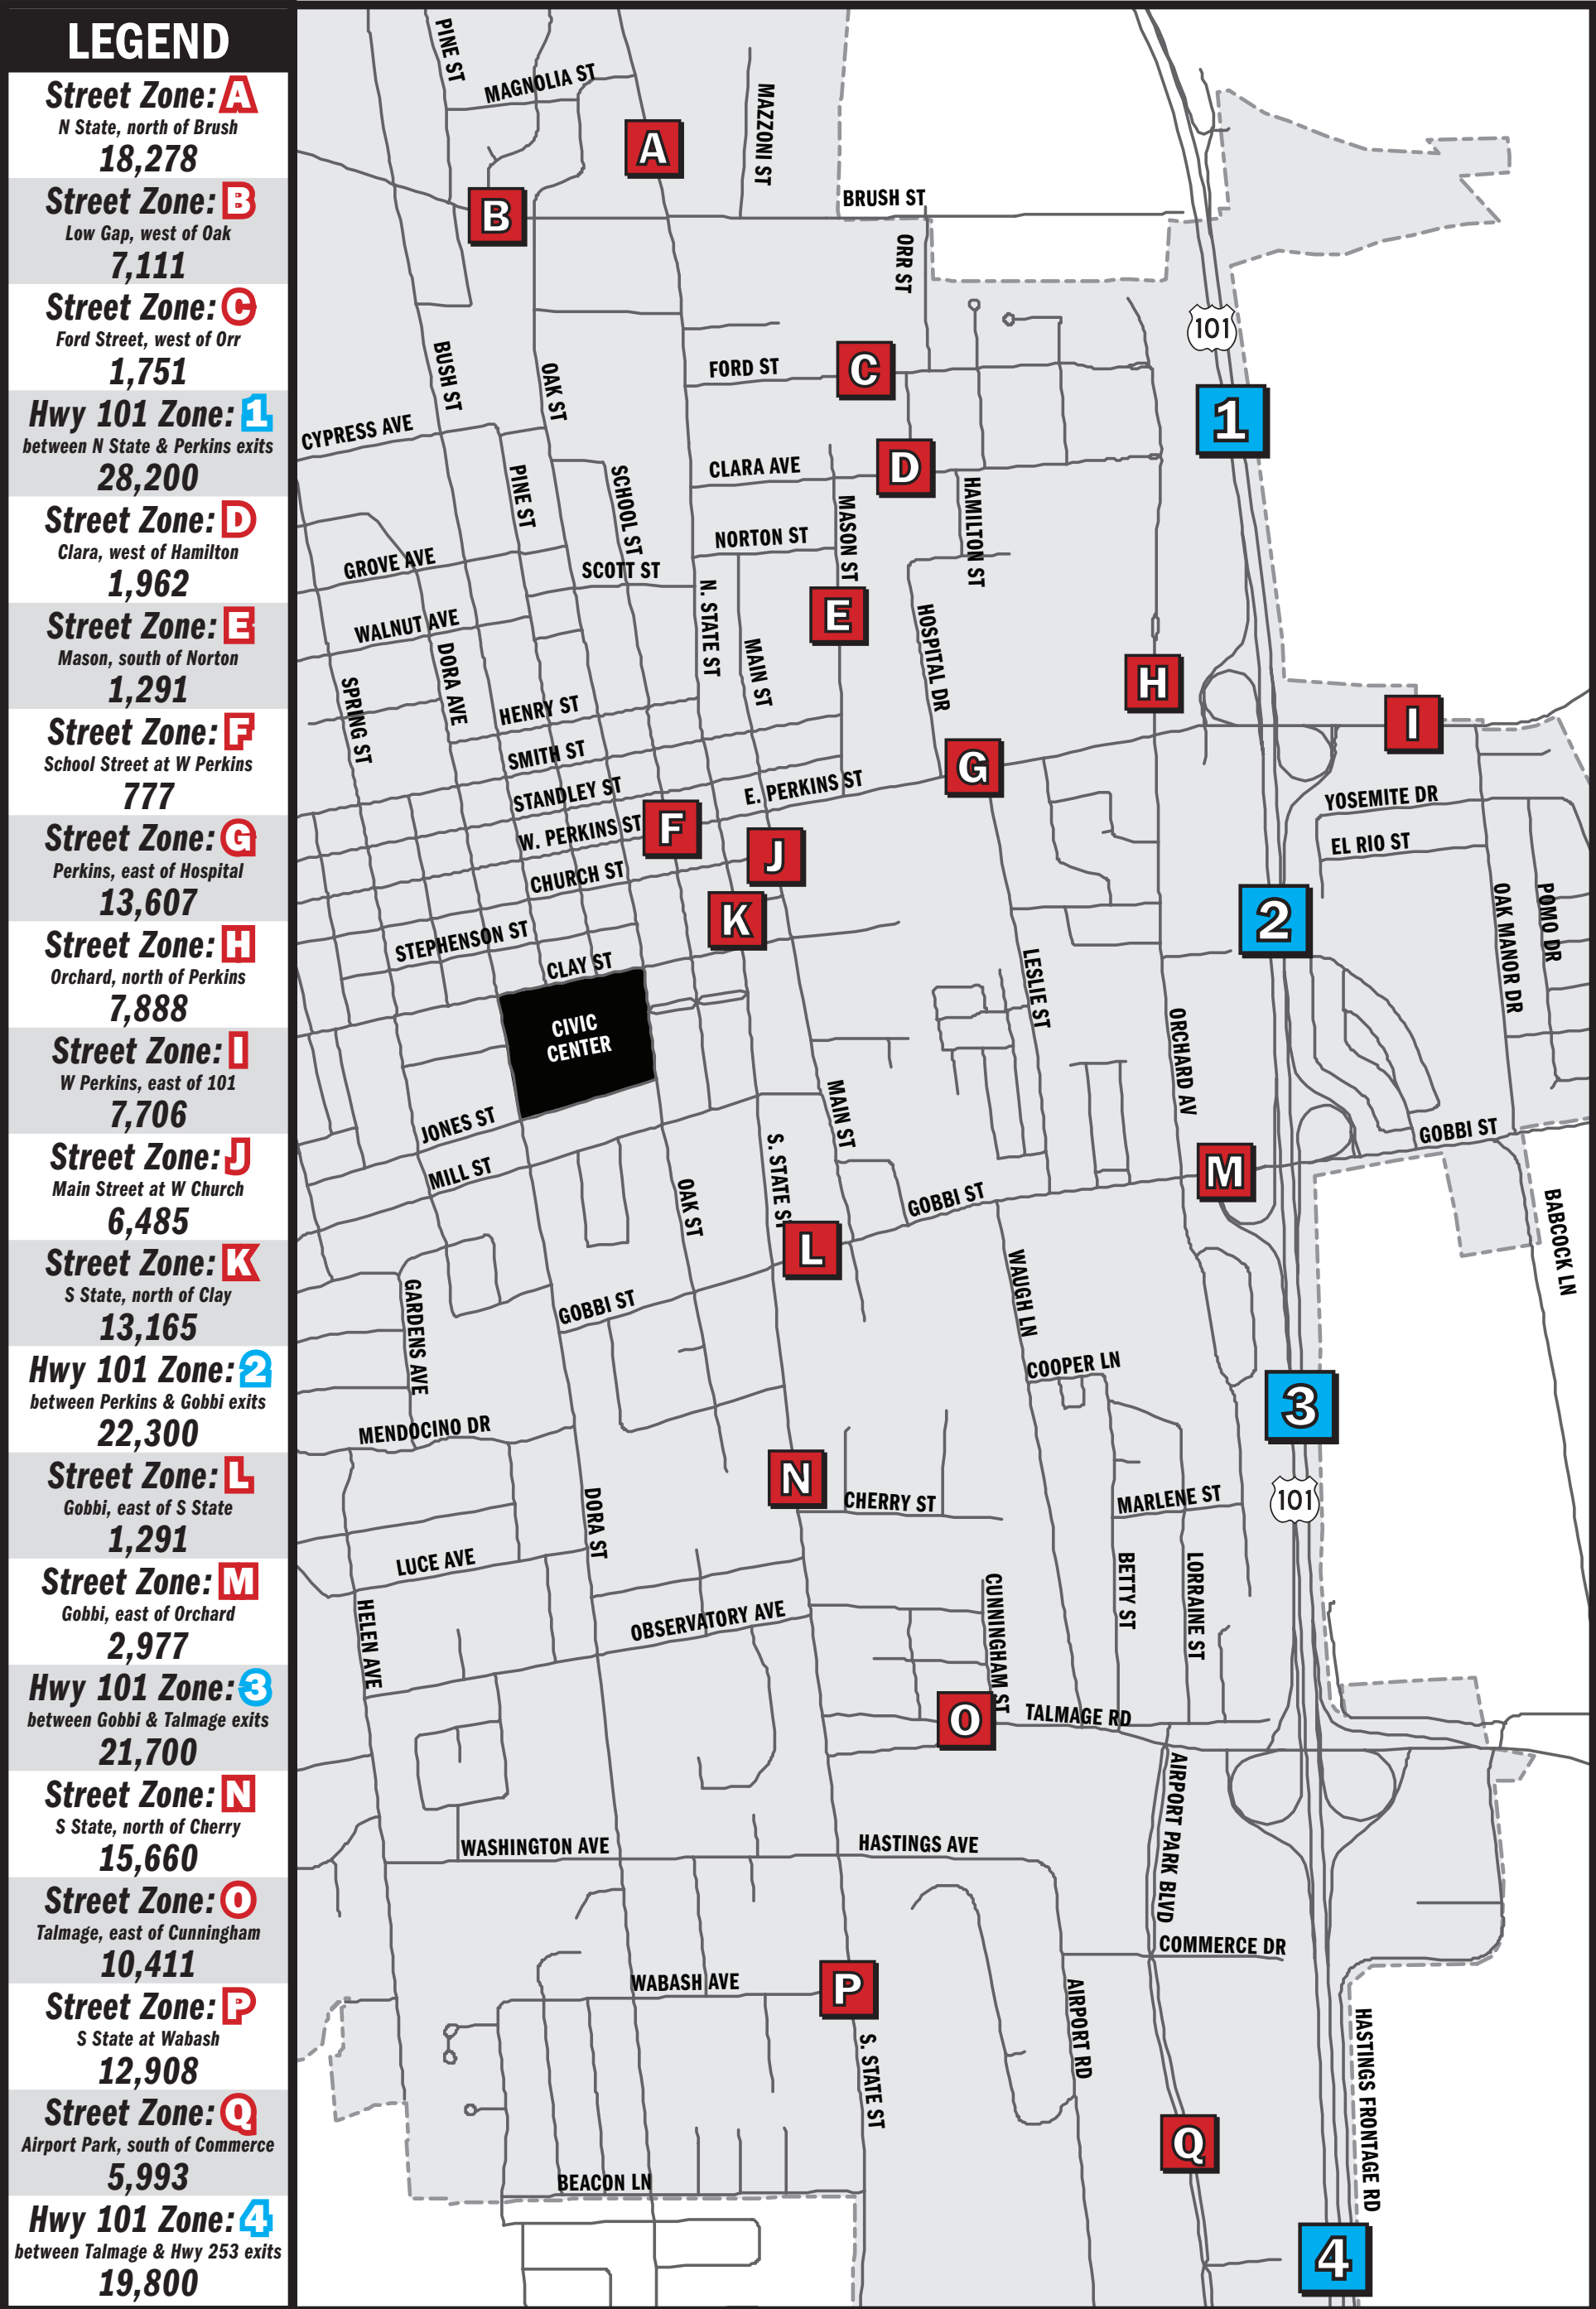 LEGEND
Street Zone: A
N State, north of Brush
18,278
Street Zone: B
Low Gap, west of Oak
7,111
Street Zone: C
Ford Street, west of Orr
1,751
Hwy 101 Zone: 1
between N State & Perkins exits
28,200
Street Zone: D
Clara, west of Hamilton
1,962
Street Zone: E
Mason, south of Norton
1,291
Street Zone: F
School Street at W Perkins
777
Street Zone: G
Perkins, east of Hospital
13,607
Street Zone: H
Orchard, north of Perkins
7,888
Street Zone: I
W Perkins, east of 101
7,706
Street Zone: J
Main Street at W Church
6,485
Street Zone: K
S State, north of Clay
13,165
Hwy 101 Zone: 2
between Perkins & Gobbi exits
22,300
Street Zone: L
Gobbi, east of S State
1,291
Street Zone: M
Gobbi, east of Orchard
2,977
Hwy 101 Zone: 3
between Gobbi & Talmage exits
21,700
Street Zone: N
S State, north of Cherry
15,660
Street Zone: O
Talmage, east of Cunningham
10,411
Street Zone: P
S State at Wabash
12,908
Street Zone: Q
Airport Park, south of Commerce
5,993
Hwy 101 Zone: 4
between Talmage & Hwy 253 exits
19,800
PINE ST
MAGNOLIA ST
MAZZONI ST
A
B
BRUSH ST
ORR ST
101
BUSH ST
OAK ST
FORD ST
C
1
CYPRESS AVE
PINE ST
SCHOOL ST
CLARA AVE
D
HAMILTON ST
MASON ST
NORTON ST
GROVE AVE
SCOTT ST
N. STATE ST
E
HOSPITAL DR
WALNUT AVE
DORA AVE
MAIN ST
SPRING ST
HENRY ST
H
I
SMITH ST
G
STANDLEY ST
E. PERKINS ST
W. PERKINS ST
F
J
YOSEMITE DR
EL RIO ST
CHURCH ST
K
2
OAK MANOR DR
POMO DR
STEPHENSON ST
CLAY ST
LESLIE ST
CIVIC
CENTER
ORCHARD AV
JONES ST
MAIN ST
GOBBI ST
MILL ST
S. STATE ST
OAK ST
M
GOBBI ST
BABCOCK LN
L
GARDENS AVE
GOBBI ST
WAUGH LN
COOPER LN
3
MENDOCINO DR
N
CHERRY ST
MARLENE ST
101
DORA ST
LUCE AVE
BETTY ST
LORRAINE ST
CUNNINGHAM ST
HELEN AVE
OBSERVATORY AVE
O
TALMAGE RD
AIRPORT PARK BLVD
WASHINGTON AVE
HASTINGS AVE
COMMERCE DR
WABASH AVE
P
AIRPORT RD
S. STATE ST
HASTINGS FRONTAGE RD
Q
BEACON LN
4